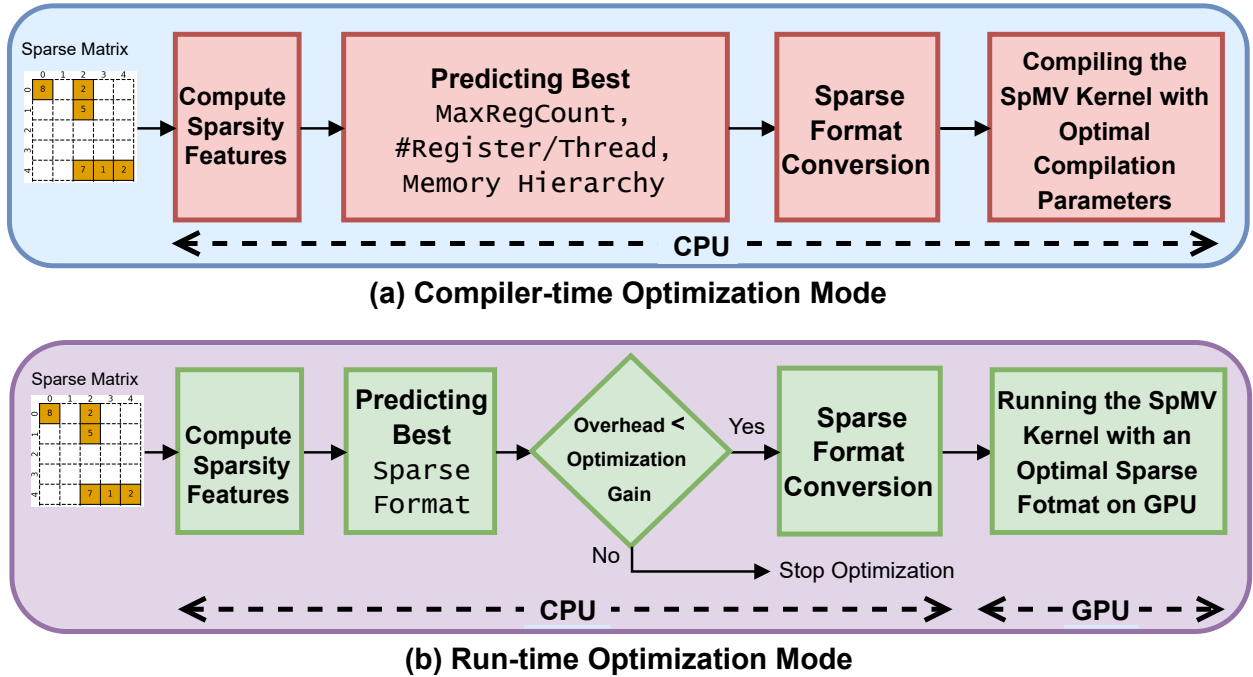 Sparse Matrix
0 1 2 3 4
0 8 2
1 5
2
3
4 7 1 2
Compute
Sparsity
Features
Predicting Best
MaxRegCount,
#Register/Thread,
Memory Hierarchy
Sparse
Format
Conversion
Compiling the
SpMV Kernel with
Optimal
Compilation
Parameters
CPU
(a) Compiler-time Optimization Mode
Sparse Matrix
0 1 2 3 4
0 8 2
1 5
2
3
4 7 1 2
Compute
Sparsity
Features
Predicting
Best
Sparse
Format
Overhead <
Optimization
Gain
Yes
No
Stop Optimization
Sparse
Format
Conversion
Running the SpMV
Kernel with an
Optimal Sparse
Fotmat on GPU
CPU
GPU
(b) Run-time Optimization Mode